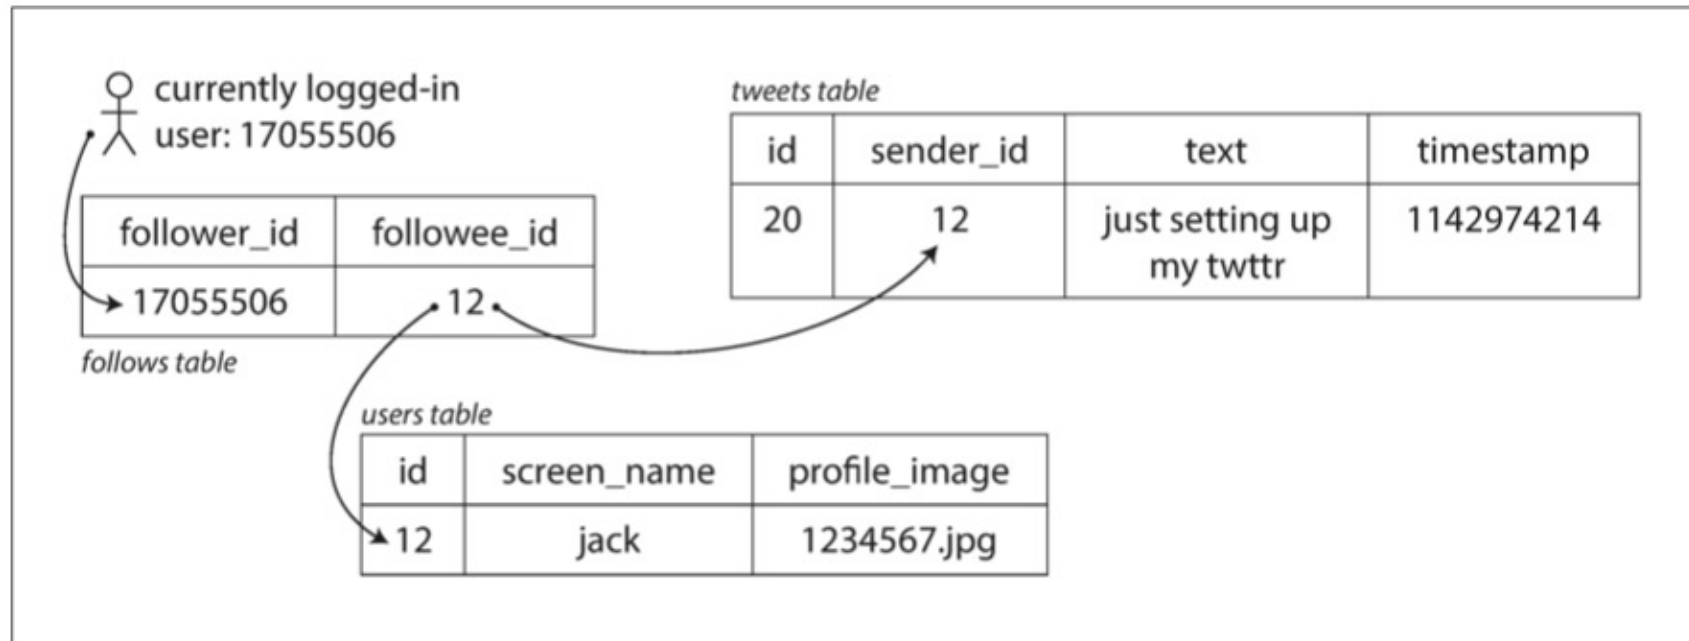 currently logged-in
user: 17055506
follower_id followee_id
17055506 12
follows table
tweets table
id sender_id text timestamp
20 12 just setting up 1142974214
my twttr
users table
id screen_name profile_image
12 jack 1234567.jpg